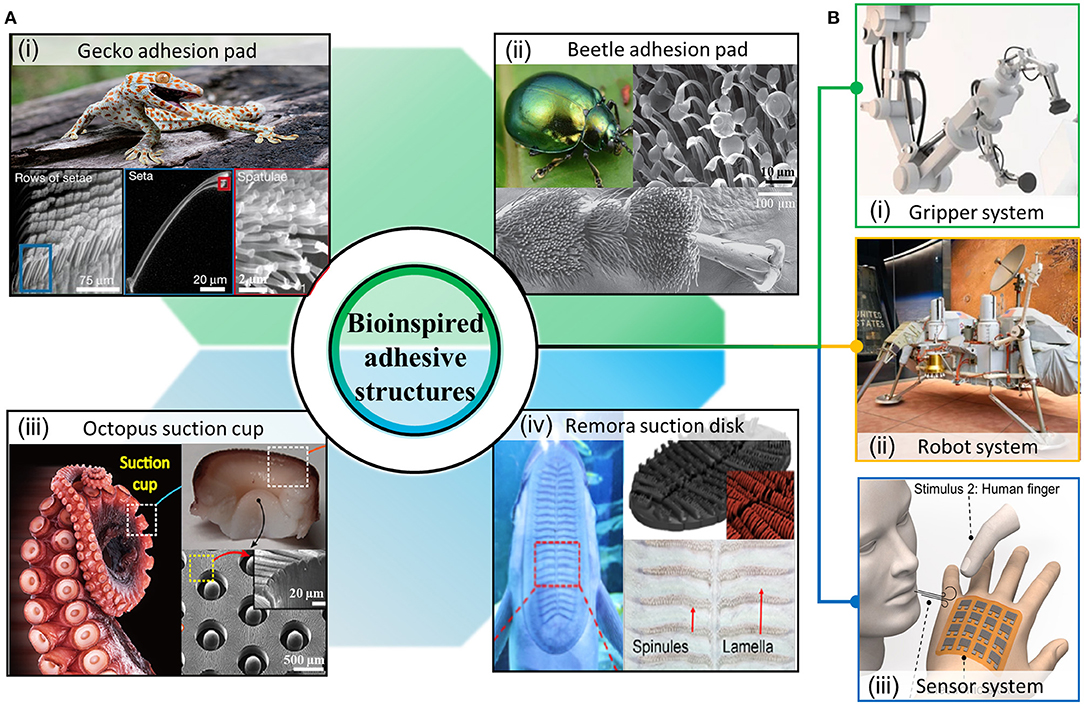 A
(i) Gecko adhesion pad
Rows of setae
Seta
Spatulae
75 μm
20 μm
2 μm
(ii) Beetle adhesion pad
10 μm
100 μm
Bioinspired
adhesive
structures
(iii) Octopus suction cup
Suction
cup
20 μm
500 μm
(iv) Remora suction disk
Spinules
Lamella
B
(i) Gripper system
UNITED
STATES
(ii) Robot system
Stimulus 2: Human finger
(iii) Sensor system